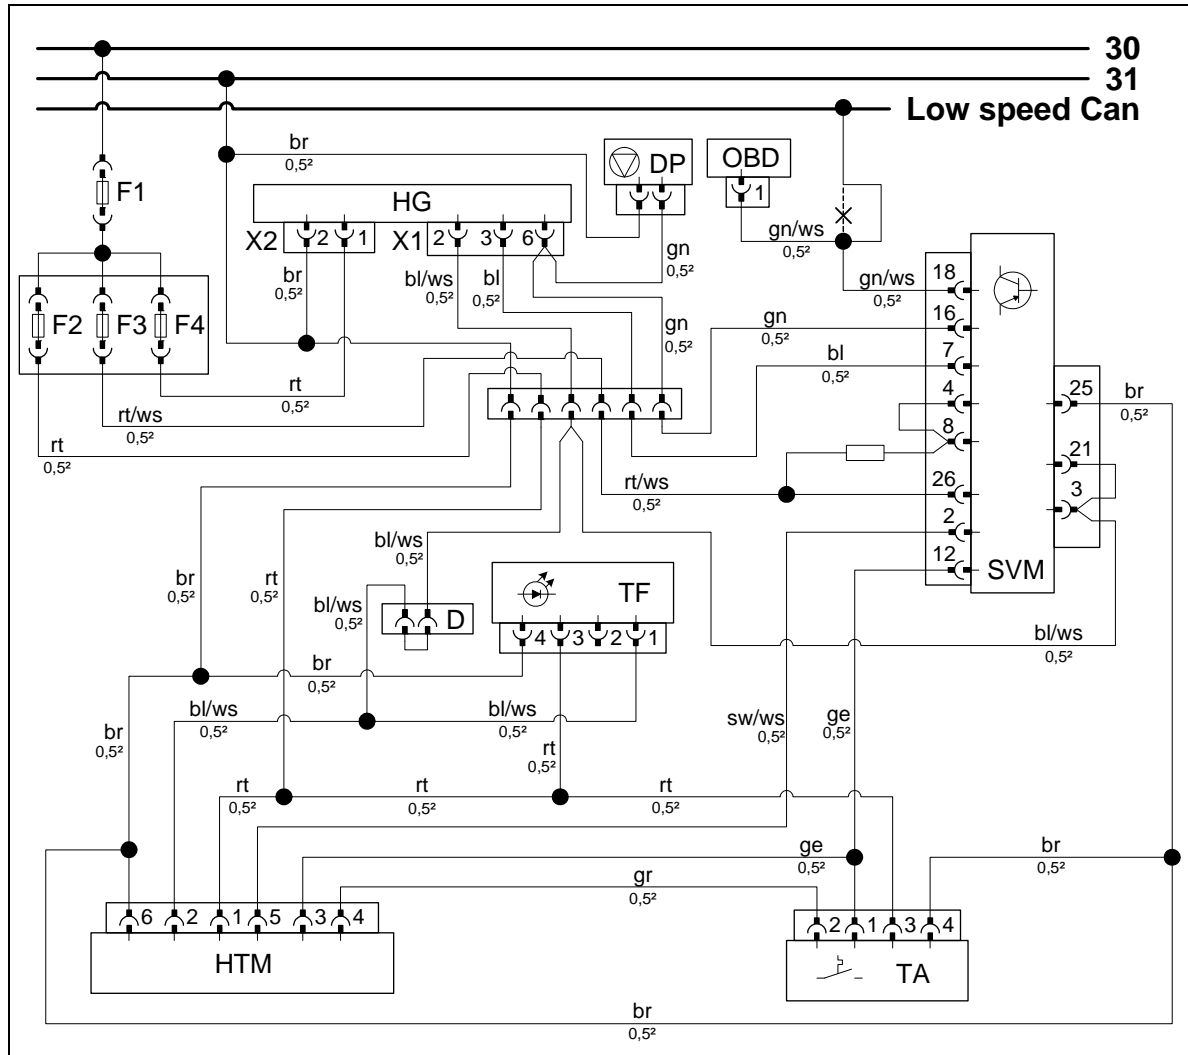 30
31
Low speed Can
br
0,5²
DP
OBD
1
F1
HG
X2 2 1
X1 2 3 6
gn/ws
0,5²
gn
0,5²
br
0,5²
bl/ws
0,5²
bl
0,5²
gn/ws
0,5²
18
16
7
4
8
26
2
12
SVM
25
21
3
F2 F3 F4
gn
0,5²
gn
0,5²
bl
0,5²
br
0,5²
rt
0,5²
rt/ws
0,5²
rt
0,5²
rt/ws
0,5²
bl/ws
0,5²
br
0,5²
rt
0,5²
bl/ws
0,5²
D
TF
4 3 2 1
bl/ws
0,5²
br
0,5²
br
0,5²
bl/ws
0,5²
bl/ws
0,5²
rt
0,5²
sw/ws
0,5²
ge
0,5²
rt
0,5²
rt
0,5²
rt
0,5²
ge
0,5²
br
0,5²
gr
0,5²
6 2 1 5 3 4
HTM
2 1 3 4
TA
br
0,5²